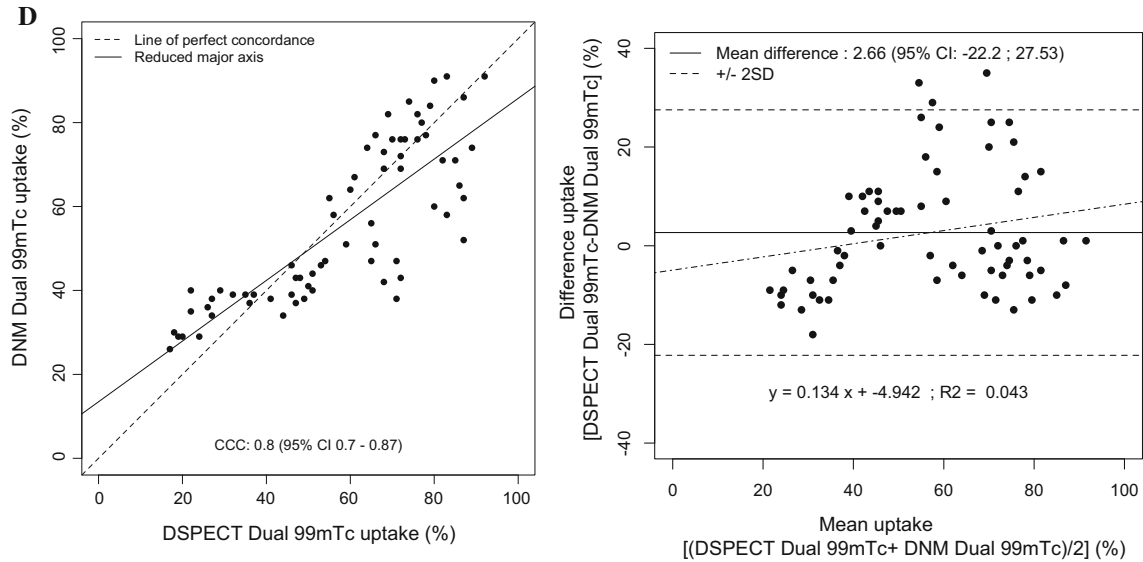 D
Line of perfect concordance
Reduced major axis
DNM Dual 99mTc uptake (%)
100
80
60
40
20
0
CCC: 0.8 (95% CI 0.7 - 0.87)
0 20 40 60 80 100
DSPECT Dual 99mTc uptake (%)
Mean difference : 2.66 (95% CI: -22.2 ; 27.53)
+/- 2SD
Difference uptake
[DSPECT Dual 99mTc-DNM Dual 99mTc] (%)
40
20
0
-20
-40
y = 0.134 x + -4.942 ; R2 = 0.043
0 20 40 60 80 100
Mean uptake
[(DSPECT Dual 99mTc+ DNM Dual 99mTc)/2] (%)